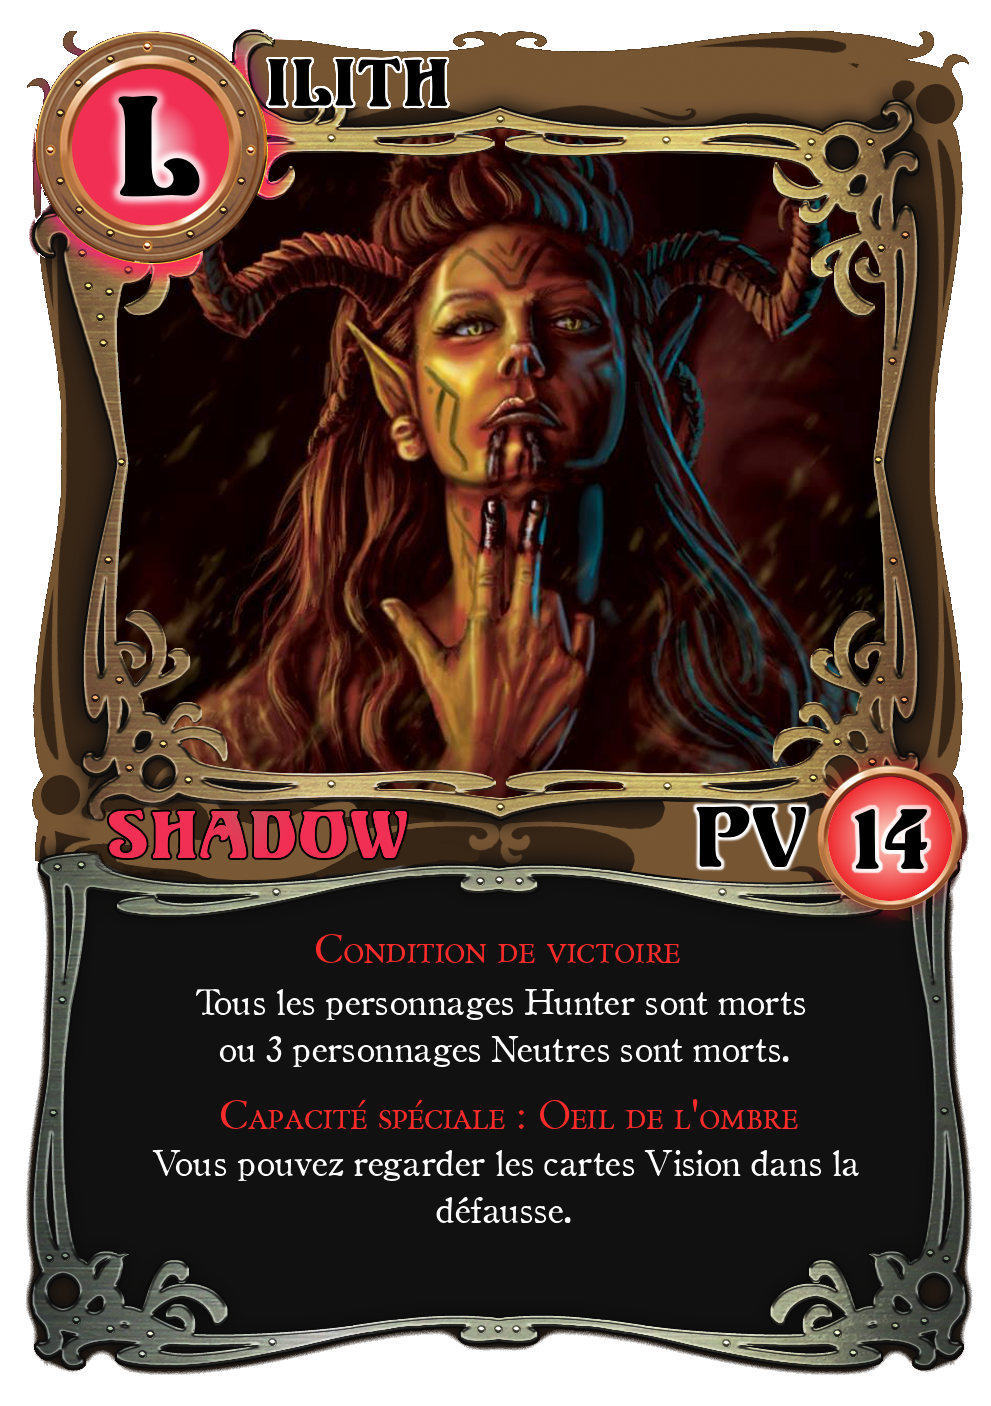 LILITH
SHADOW
PV 14
Condition de victoire
Tous les personnages Hunter sont morts
ou 3 personnages Neutres sont morts.
Capacité spéciale : Oeil de l'ombre
Vous pouvez regarder les cartes Vision dans la
défausse.